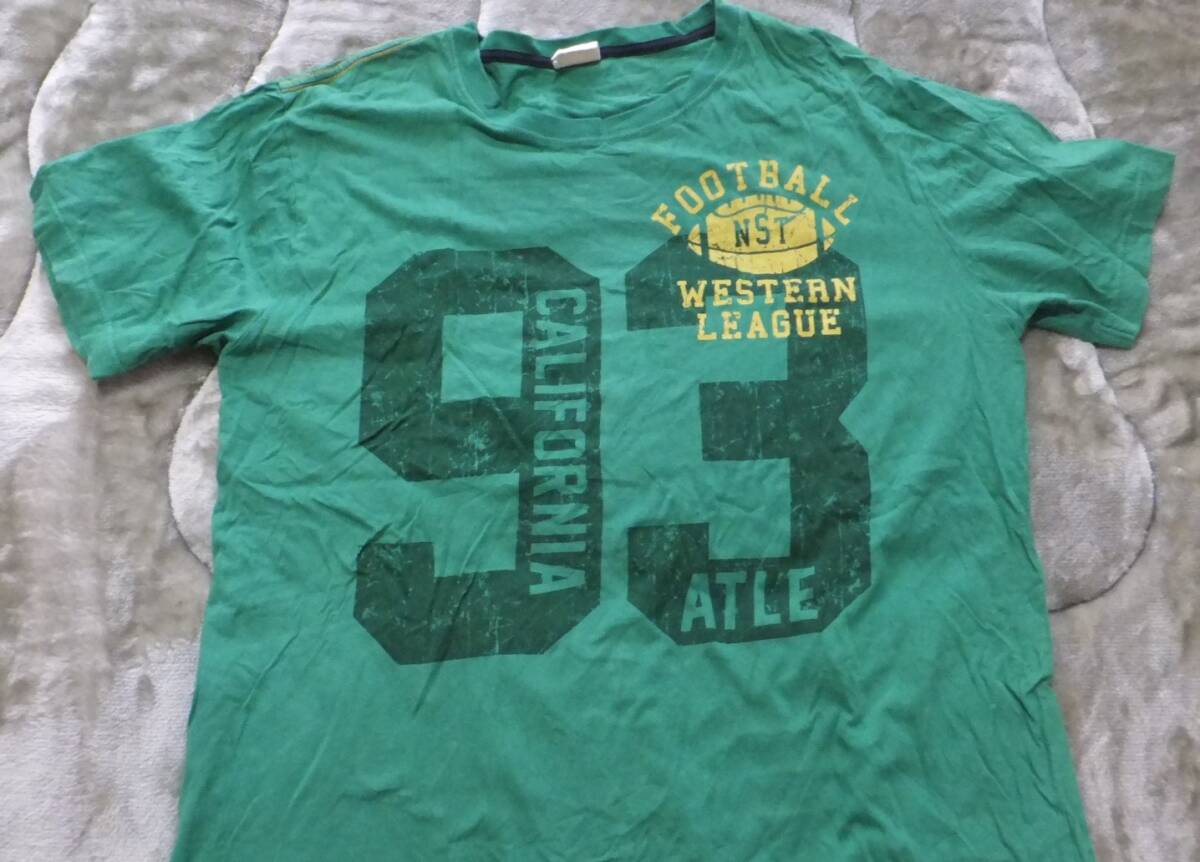 FOOTBALL
NST
WESTERN
LEAGUE
93
CALIFORNIA
ATLE